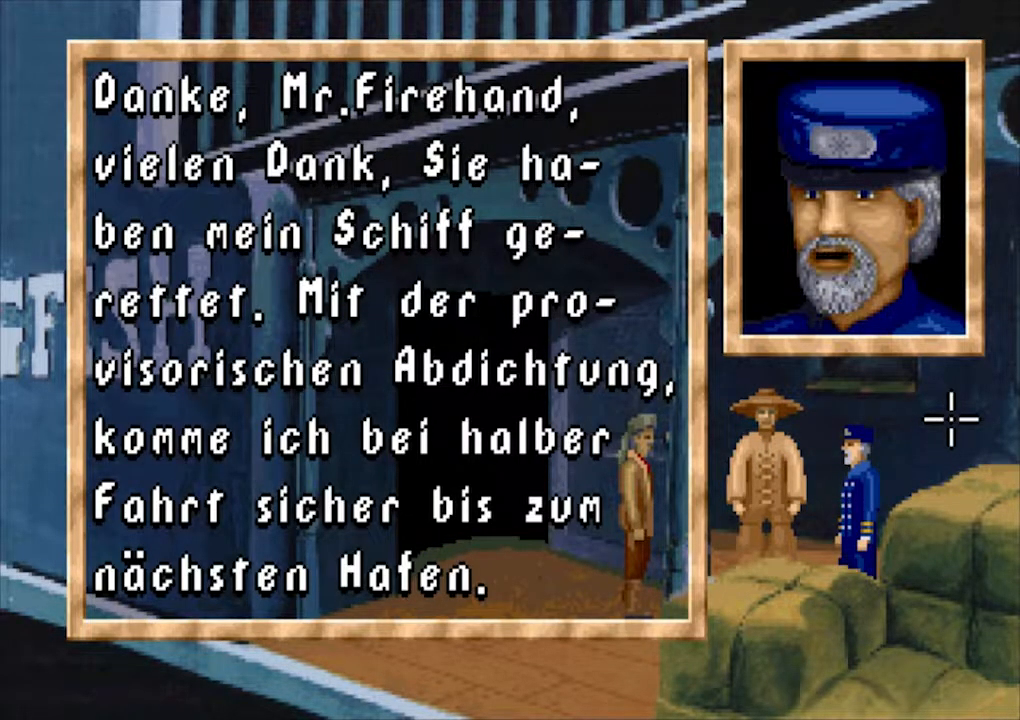 Danke, Mr.Firehand,
vielen Dank, Sie ha-
ben mein Schiff ge-
rettet. Mit der pro-
visorischen Abdichtung,
komme ich bei halber
Fahrt sicher bis zum
nächsten Hafen.